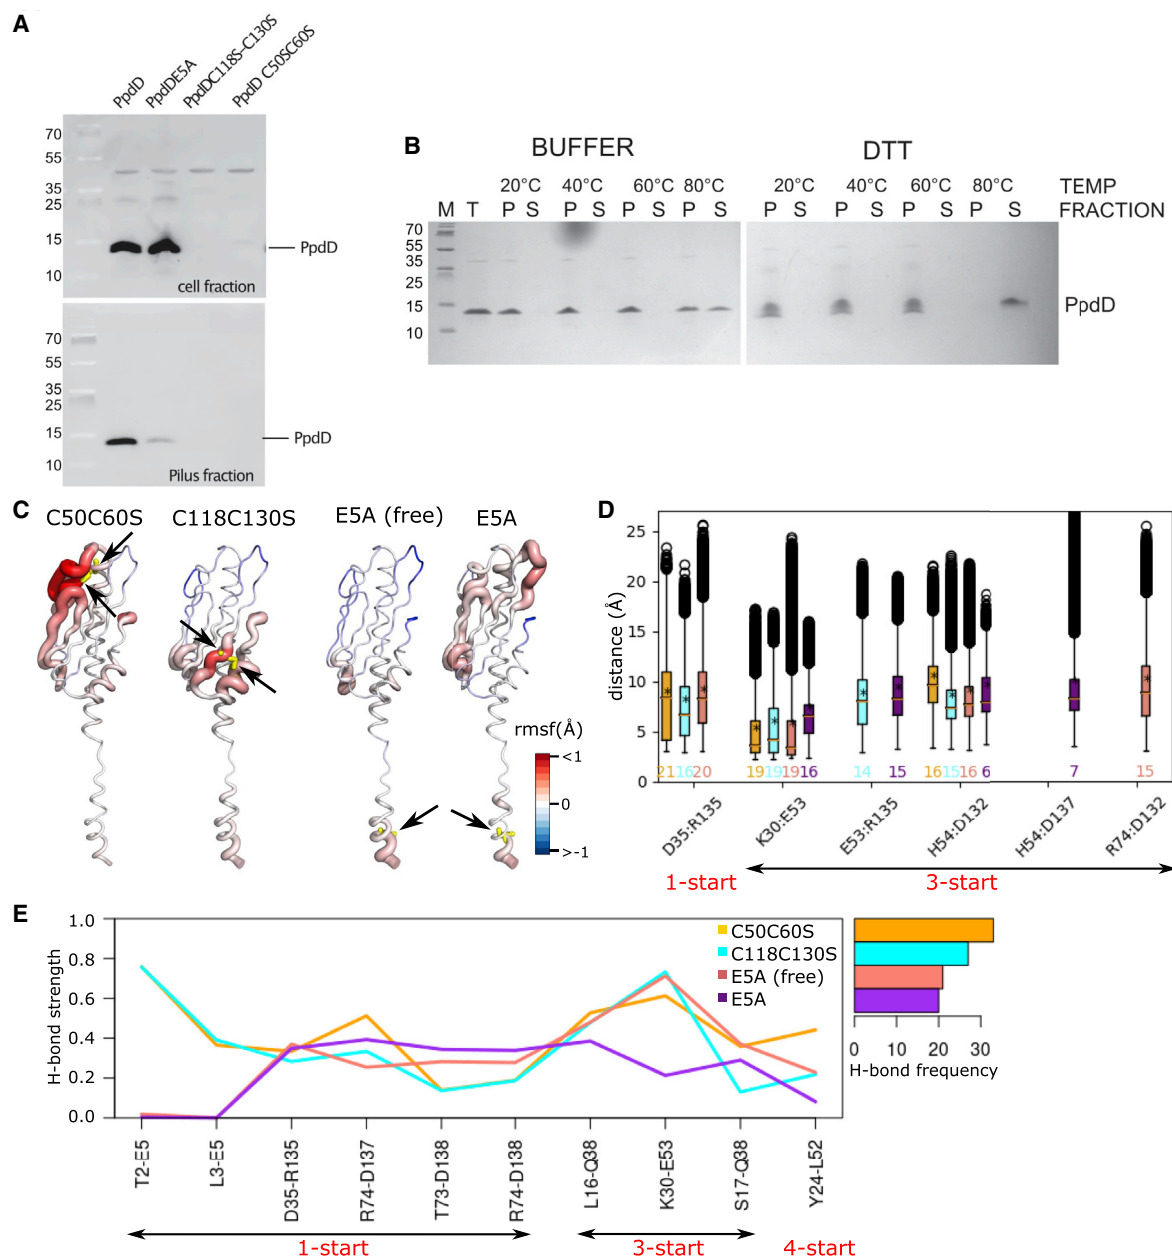 A
PpdD
PpdDE5A
PpdDC118S-C130S
PpdD C50SC60S
70
55
35
25
15
10
PpdD
cell fraction
70
55
35
25
15
10
PpdD
Pilus fraction
B
BUFFER DTT
20°C 40°C 60°C 80°C 20°C 40°C 60°C 80°C TEMP
M T P S P S P S P S P S P S P S P S FRACTION
70
55
35
25
15
10
PpdD
C
C50C60S C118C130S E5A (free) E5A
rmsf(Å)
<1
0
>-1
D
distance (Å)
25
20
15
10
5
0
21 16 20 19 19 19 16 14 15 16 15 16 6 7 15
D35:R135
K30:E53
E53:R135
H54:D132
H54:D137
R74:D132
1-start 3-start
E
H-bond strength
1.0
0.8
0.6
0.4
0.2
0.0
C50C60S
C118C130S
E5A (free)
E5A
0 10 20 30
H-bond frequency
T2-E5
L3-E5
D35-R135
R74-D137
T73-D138
R74-D138
L16-Q38
K30-E53
S17-Q38
Y24-L52
1-start 3-start 4-start